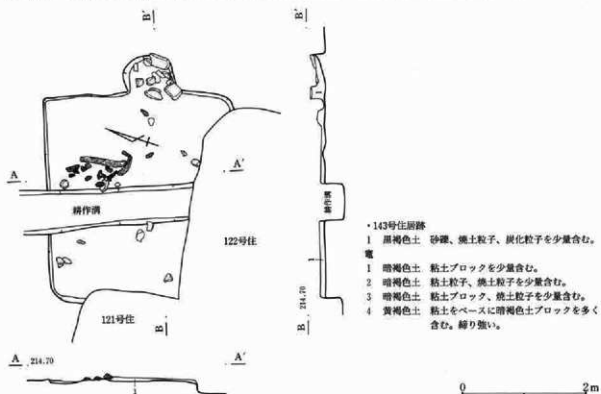 B′
B′
A
A′
耕作溝
耕作溝
122号住
121号住
B
B 214.70
・143号住居跡
1 黒褐色土 砂礫、焼土粒子、炭化粒子を少量含む。
竈
1 暗褐色土 粘土ブロックを少量含む。
2 暗褐色土 粘土粒子、焼土粒子を少量含む。
3 暗褐色土 粘土ブロック、焼土粒子を少量含む。
4 黄褐色土 粘土をベースに暗褐色土ブロックを多く
含む。締り強い。
A 214.70
A′
1
0 2m